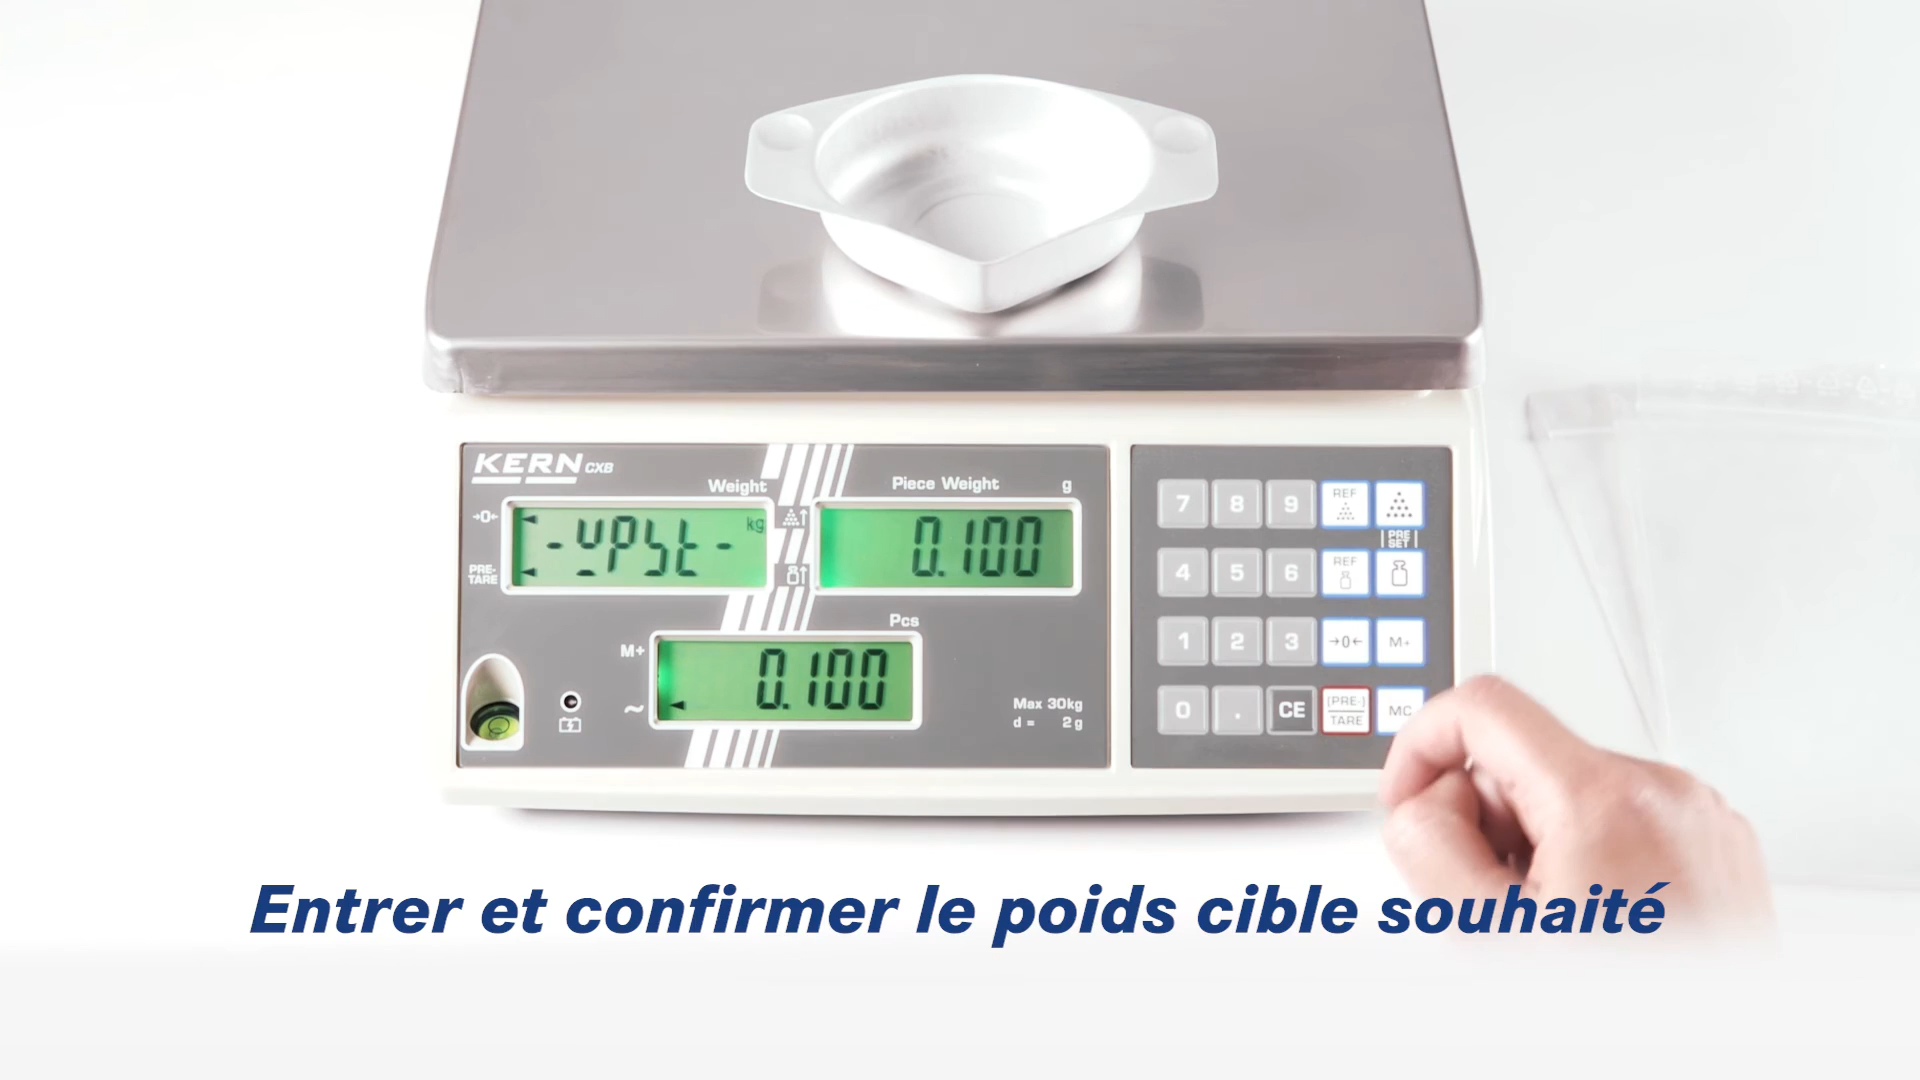 KERN CXB
Weight
Piece Weight g
→0←
kg
0.100
PRE-
TARE
Pcs
M+
0.100
~
Max 30kg
d = 2g
7 8 9 REF
PRE
SET
4 5 6 REF
1 2 3 →0← M+
0 . CE (PRE-)
TARE
MC
Entrer et confirmer le poids cible souhaité